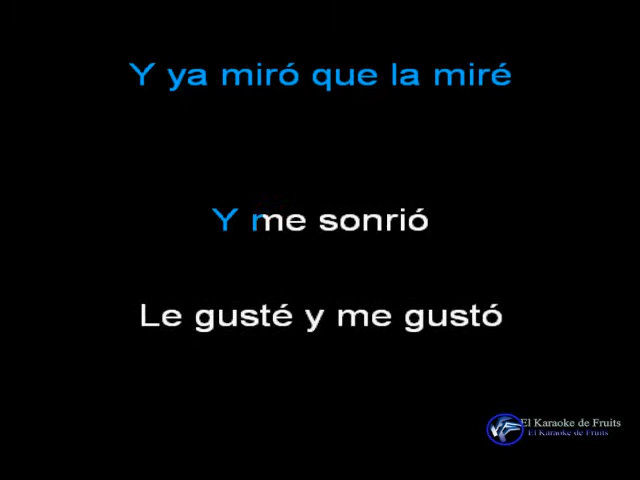 Y ya miró que la miré
Y me sonrió
Le gusté y me gustó
El Karaoke de Fruits
El Karaoke de Fruits